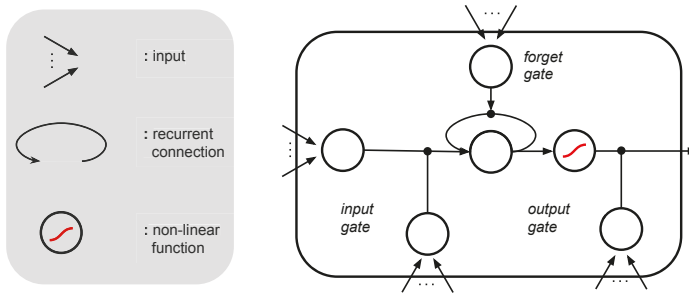 : input
: recurrent
connection
: non-linear
function
...
forget
gate
input
gate
output
gate
...
...